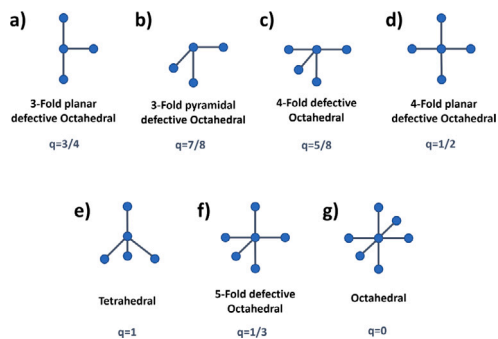 a)
b)
c)
d)
3-Fold planar
defective Octahedral
3-Fold pyramidal
defective Octahedral
4-Fold defective
Octahedral
4-Fold planar
defective Octahedral
q=3/4
q=7/8
q=5/8
q=1/2
e)
f)
g)
Tetrahedral
5-Fold defective
Octahedral
Octahedral
q=1
q=1/3
q=0